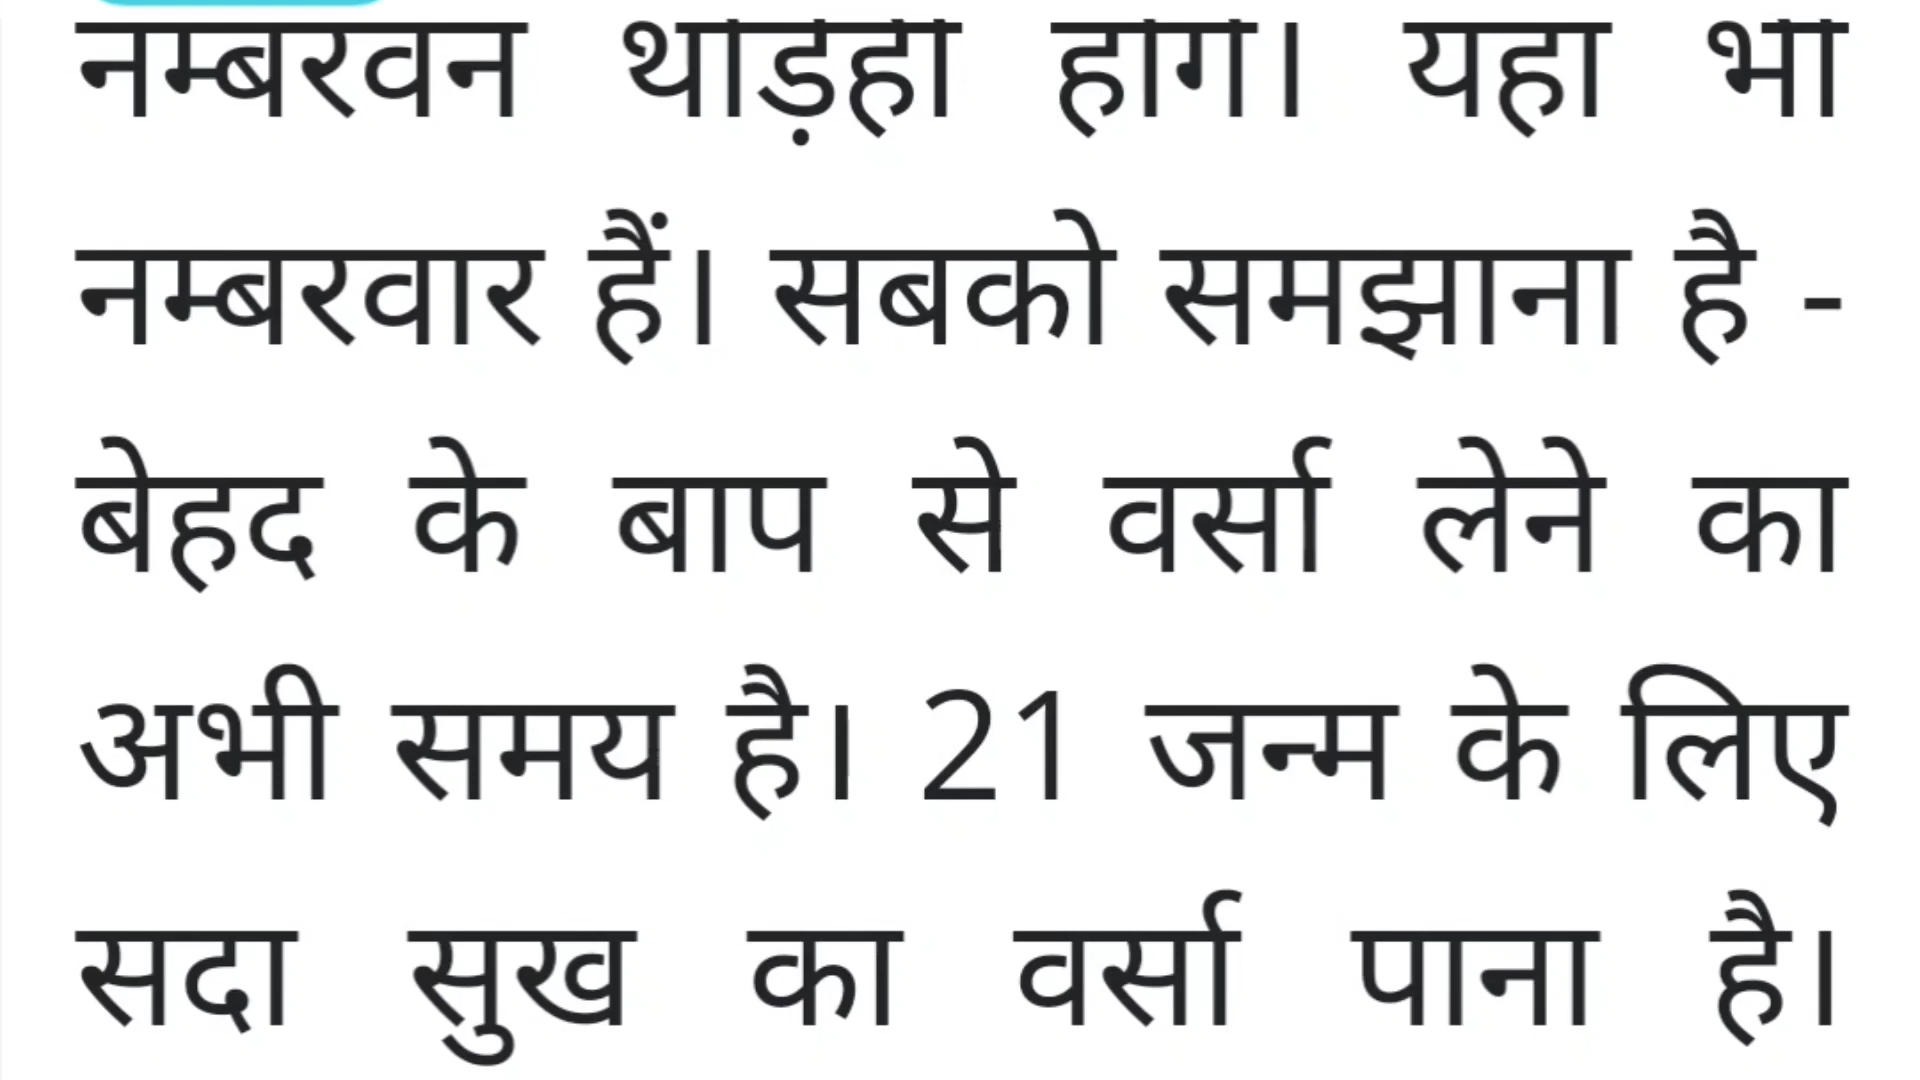 नम्बरवन थोड़ेही होंगे। यहाँ भी
नम्बरवार हैं। सबको समझाना है -
बेहद के बाप से वर्सा लेने का
अभी समय है। 21 जन्म के लिए
सदा सुख का वर्सा पाना है।